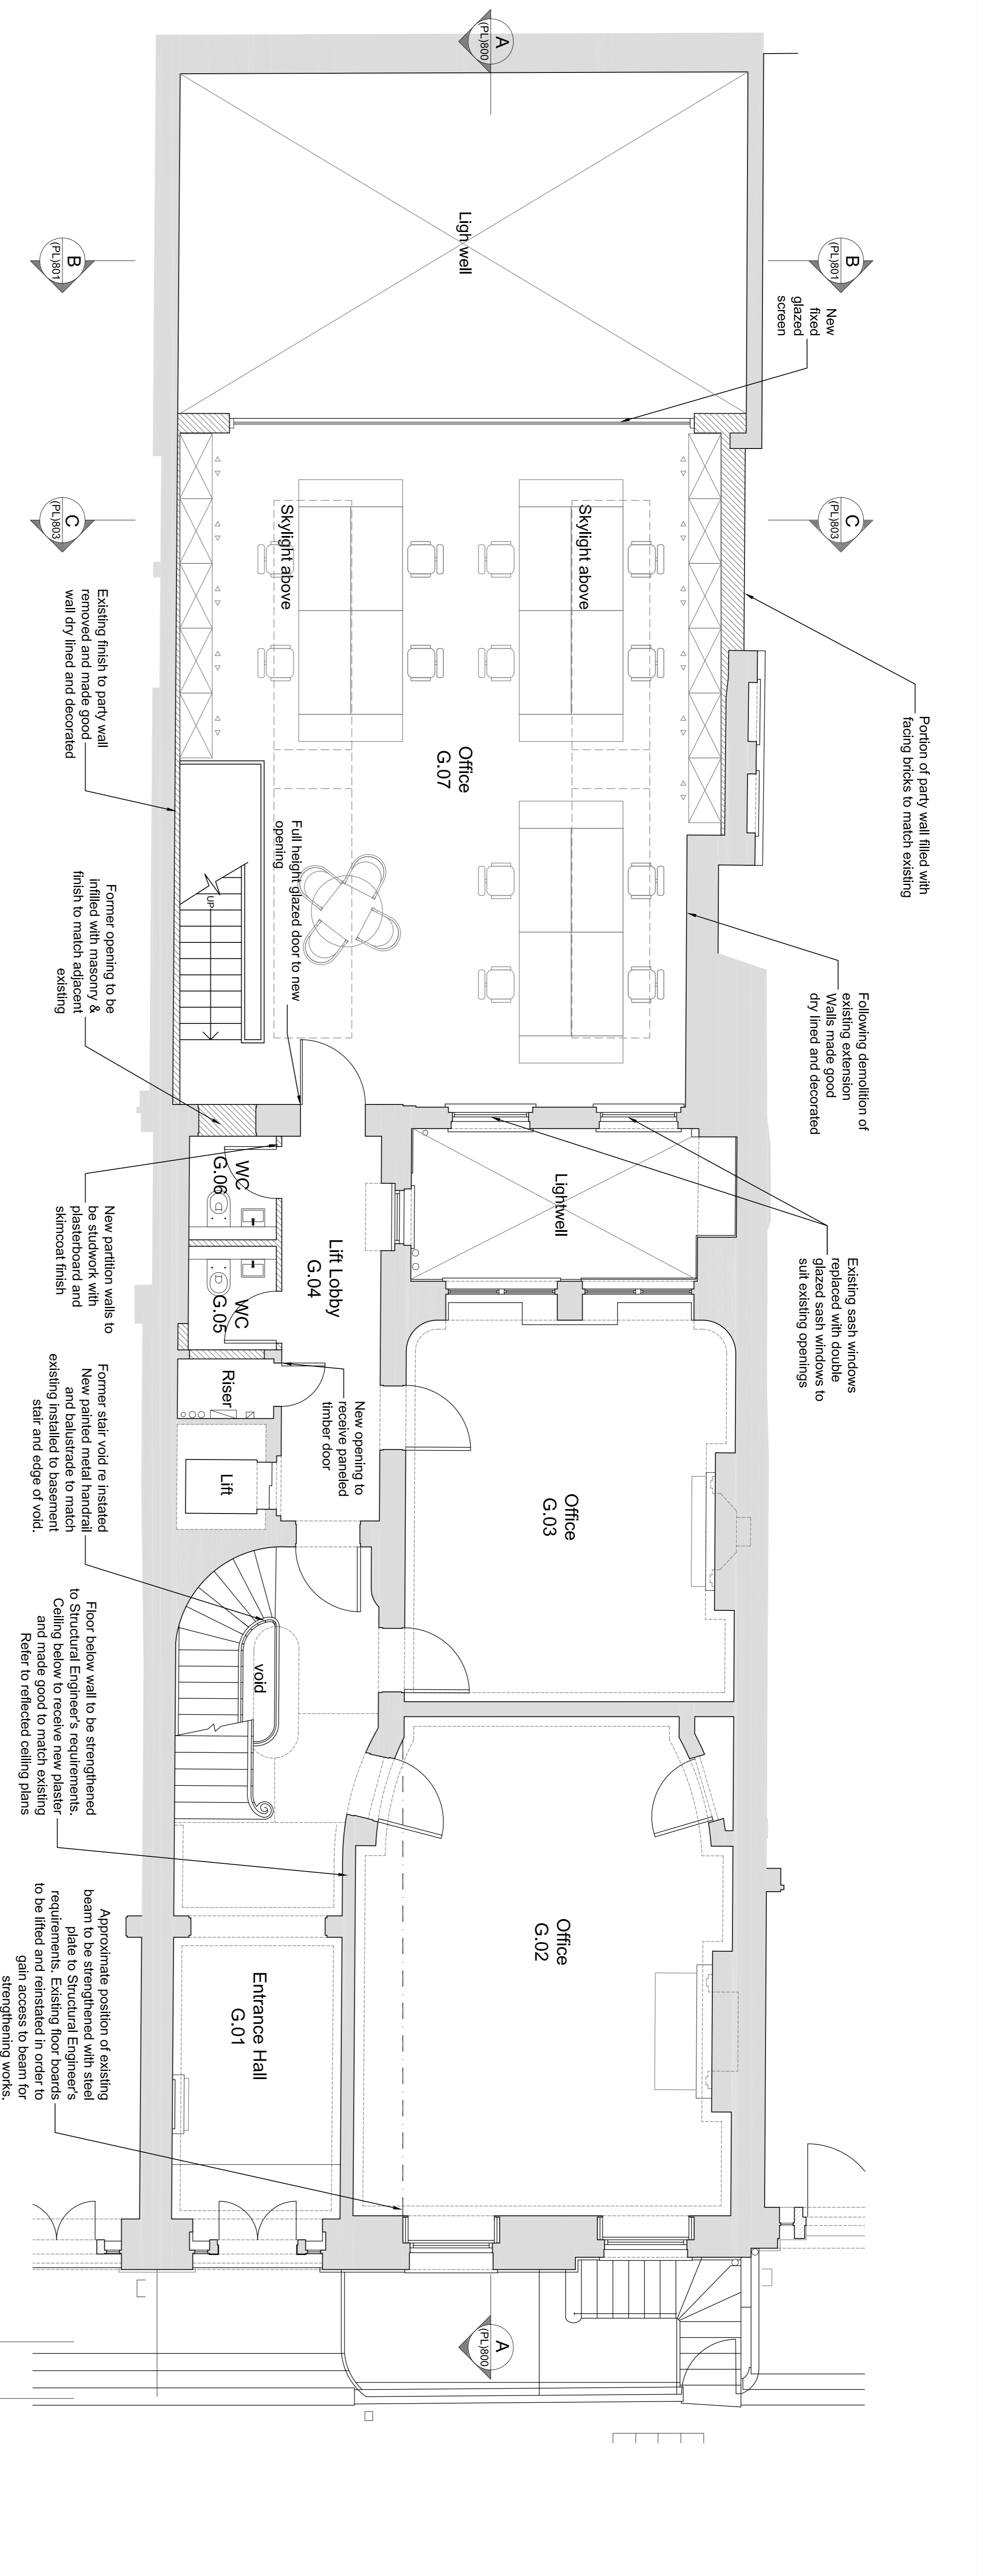 A
(PL)800
B
(PL)801
B
(PL)801
C
(PL)803
C
(PL)803
Lightwell
New
fixed
glazed
screen
Skylight above
Skylight above
Portion of party wall filled with
facing bricks to match existing
Office
G.07
Existing finish to party wall
removed and made good
wall dry lined and decorated
Full height glazed door to new
opening
UP
Following demolition of
existing extension
Walls made good
dry lined and decorated
Former opening to be
infilled with masonry &
finish to match adjacent
existing
Lightwell
WC
G.06
WC
G.05
Lift Lobby
G.04
New partition walls to
be studwork with
plasterboard and
skimcoat finish
Existing sash windows
replaced with double
glazed sash windows to
suit existing openings
Riser
Lift
New opening to
receive paneled
timber door
Office
G.03
Former stair void re instated
New painted metal handrail
and balustrade to match
existing installed to basement
stair and edge of void.
void
Floor below wall to be strengthened
to Structural Engineer's requirements.
Ceiling below to receive new plaster
and made good to match existing
Refer to reflected ceiling plans
Office
G.02
Entrance Hall
G.01
Approximate position of existing
beam to be strengthened with steel
plate to Structural Engineer's
requirements. Existing floor boards
to be lifted and reinstated in order to
gain access to beam for
strengthening works.
A
(PL)800